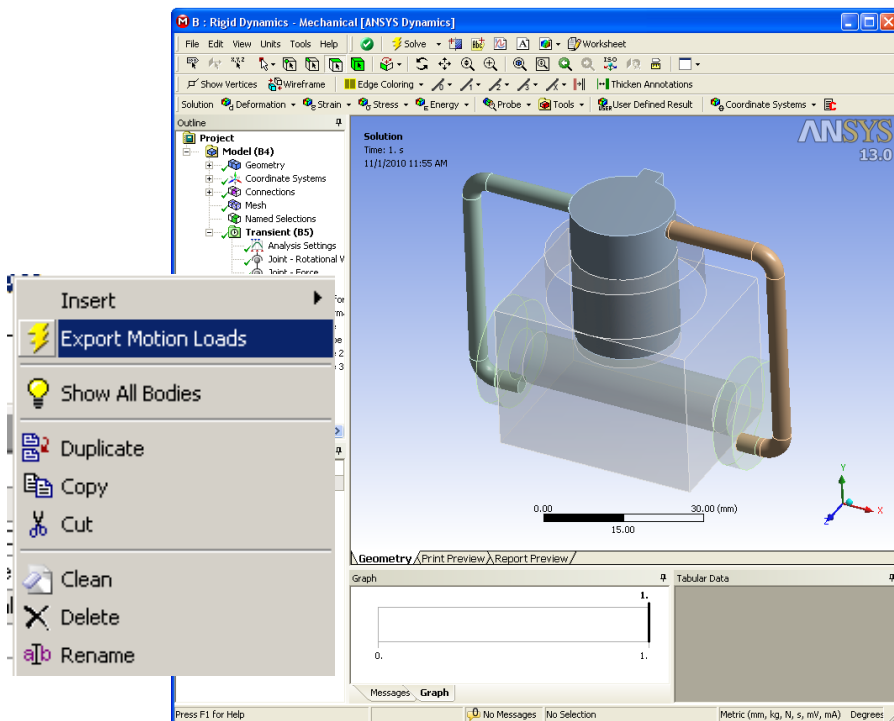 B : Rigid Dynamics - Mechanical [ANSYS Dynamics]
File Edit View Units Tools Help Solve Worksheet
Show Vertices Wireframe Edge Coloring Thicken Annotations
Solution Deformation Strain Stress Energy Probe Tools User Defined Result Coordinate Systems
Outline
Project
Model (B4)
Geometry
Coordinate Systems
Connections
Mesh
Named Selections
Transient (B5)
Analysis Settings
Joint - Rotational V
Joint - Force
Solution
Time: 1. s
11/1/2010 11:55 AM
ANSYS
13.0
Insert
Export Motion Loads
Show All Bodies
Duplicate
Copy
Cut
Clean
Delete
Rename
0.00 30.00 (mm)
15.00
Y
X
Z
Geometry Print Preview Report Preview
Graph
Tabular Data
1.
0. 1.
Messages Graph
Press F1 for Help No Messages No Selection Metric (mm, kg, N, s, mV, mA) Degrees